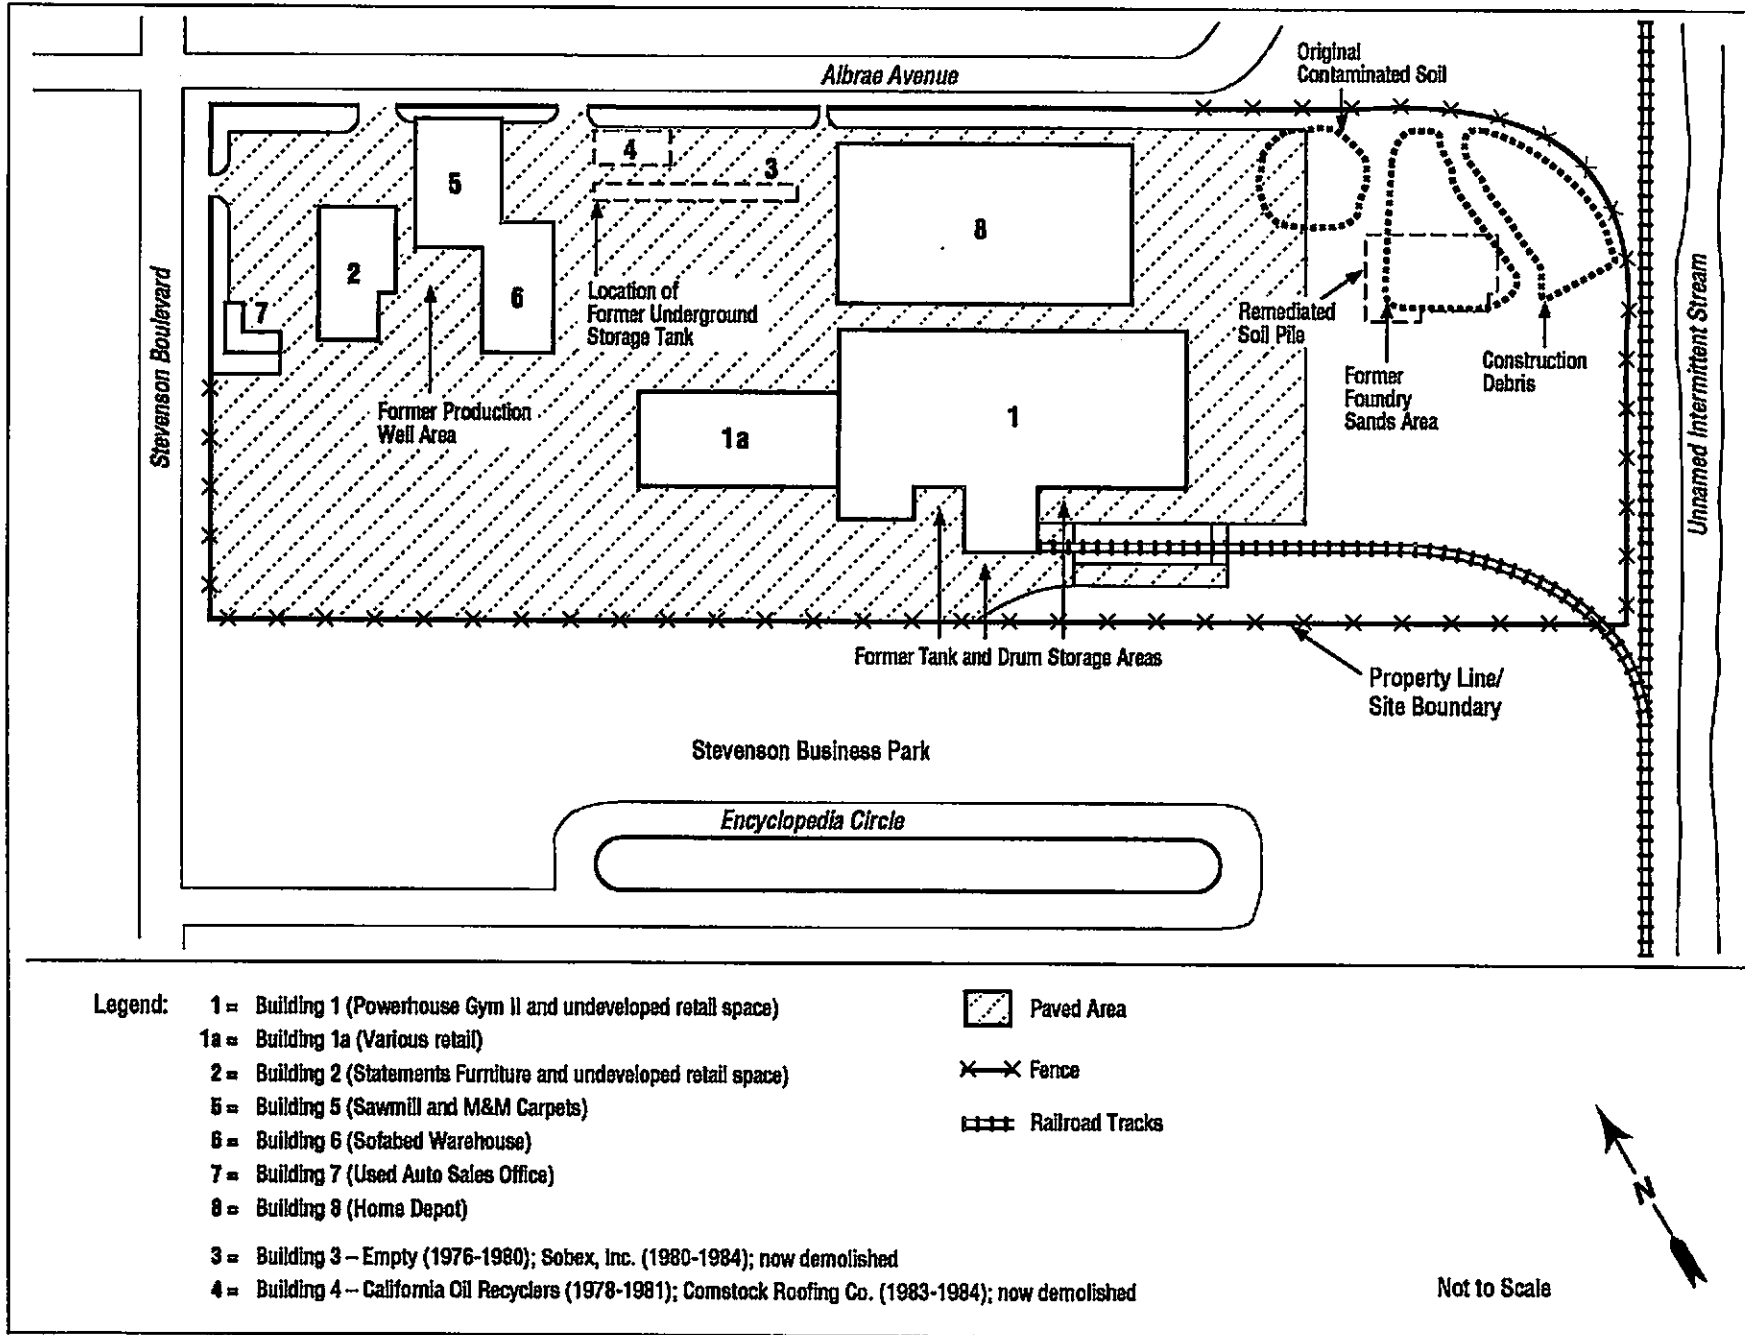 Albrae Avenue
Original
Contaminated Soil
4
3
5
8
2
6
7
Location of
Former Underground
Storage Tank
Remediated
Soil Pile
Former
Foundry
Sands Area
Construction
Debris
Stevenson Boulevard
Unnamed Intermittent Stream
Former Production
Well Area
1a
1
Former Tank and Drum Storage Areas
Property Line/
Site Boundary
Stevenson Business Park
Encyclopedia Circle
Legend:
1 = Building 1 (Powerhouse Gym II and undeveloped retail space)
1a = Building 1a (Various retail)
2 = Building 2 (Statements Furniture and undeveloped retail space)
5 = Building 5 (Sawmill and M&M Carpets)
6 = Building 6 (Sofabed Warehouse)
7 = Building 7 (Used Auto Sales Office)
8 = Building 8 (Home Depot)
3 = Building 3 – Empty (1976-1980); Sobex, Inc. (1980-1984); now demolished
4 = Building 4 – California Oil Recyclers (1978-1981); Comstock Roofing Co. (1983-1984); now demolished
Paved Area
Fence
Railroad Tracks
N
Not to Scale